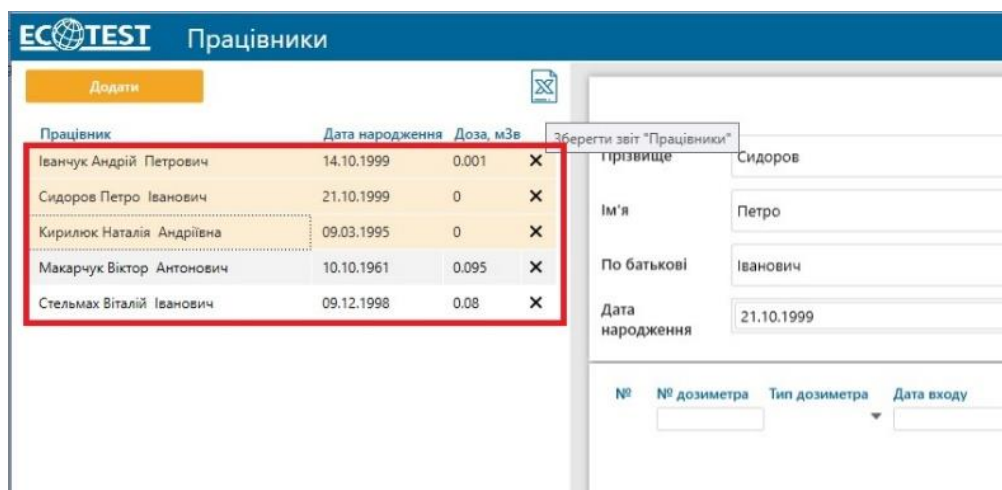 ECOTEST Працівники
Додати
Зберегти звіт "Працівники"
Працівник Дата народження Доза, мЗв
Іванчук Андрій Петрович 14.10.1999 0.001
Сидоров Петро Іванович 21.10.1999 0
Кирилюк Наталія Андріївна 09.03.1995 0
Макарчук Віктор Антонович 10.10.1961 0.095
Стельмах Віталій Іванович 09.12.1998 0.08
Прізвище Сидоров
Ім'я Петро
По батькові Іванович
Дата
народження 21.10.1999
№ № дозиметра Тип дозиметра Дата входу